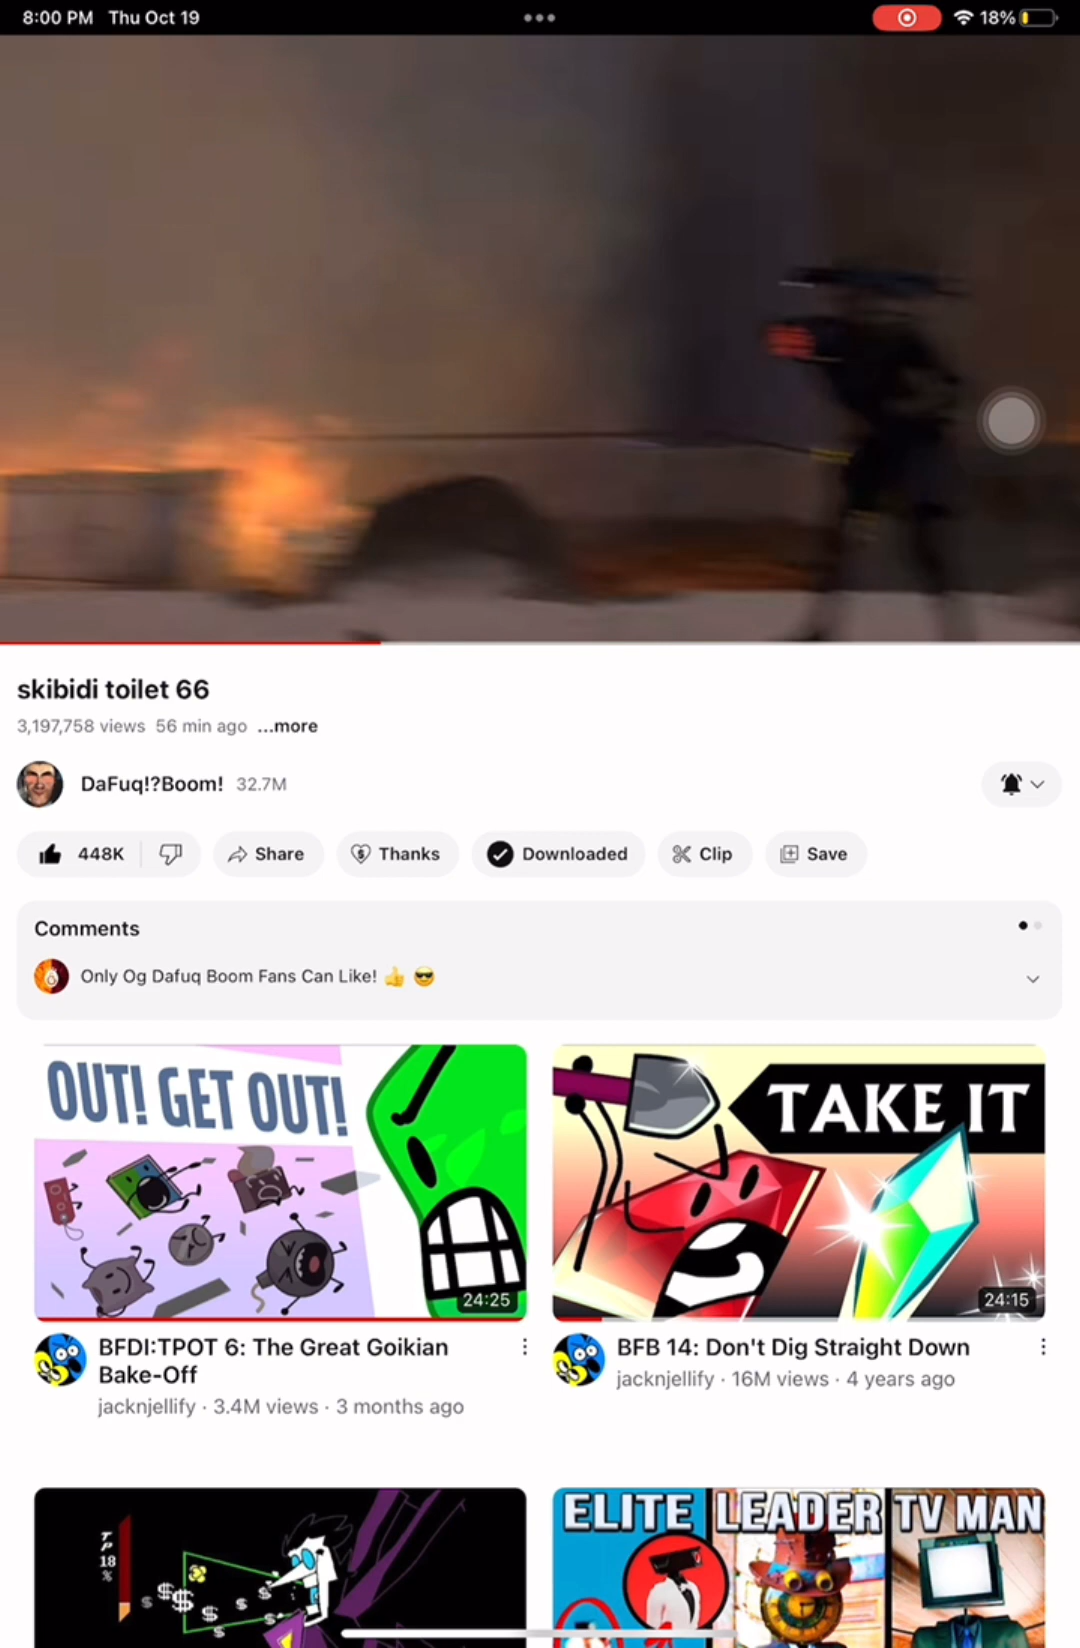 8:00 PM Thu Oct 19
18%
skibidi toilet 66
3,197,758 views 56 min ago ...more
DaFuq!?Boom! 32.7M
448K
Share
Thanks
Downloaded
Clip
Save
Comments
Only Og Dafuq Boom Fans Can Like! 👍 😎
OUT! GET OUT!
24:25
TAKE IT
24:15
BFDI:TPOT 6: The Great Goikian
Bake-Off
jacknjellify · 3.4M views · 3 months ago
BFB 14: Don't Dig Straight Down
jacknjellify · 16M views · 4 years ago
TP
18
%
$ $ $ $ $ $ $ $
ELITE LEADER TV MAN